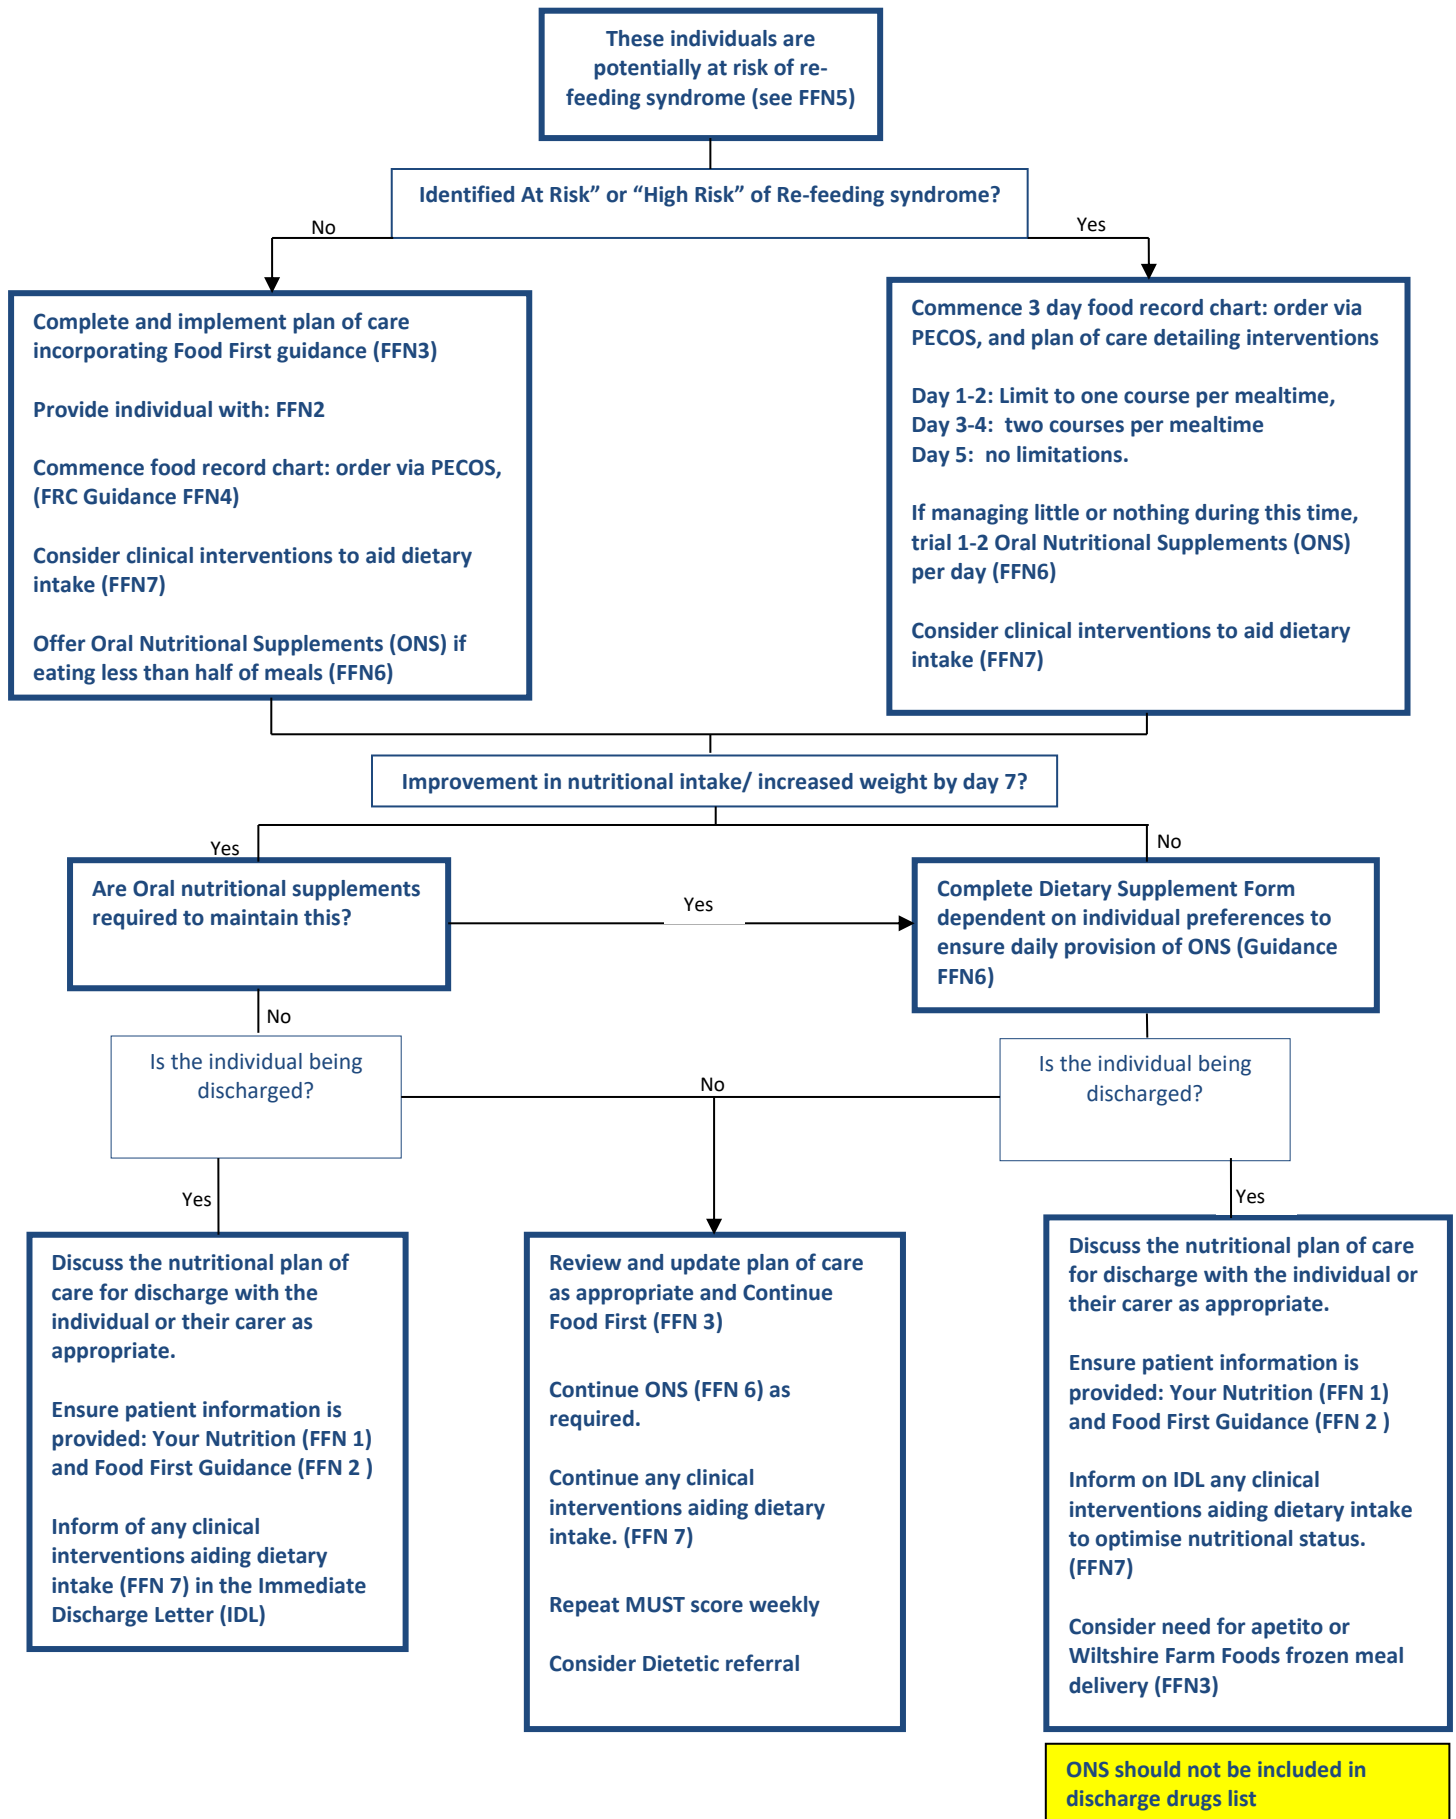 These individuals are
potentially at risk of re-
feeding syndrome (see FFN5)
Identified At Risk” or “High Risk” of Re-feeding syndrome?
No
Yes
Complete and implement plan of care
incorporating Food First guidance (FFN3)
Provide individual with: FFN2
Commence food record chart: order via PECOS,
(FRC Guidance FFN4)
Consider clinical interventions to aid dietary
intake (FFN7)
Offer Oral Nutritional Supplements (ONS) if
eating less than half of meals (FFN6)
Commence 3 day food record chart: order via
PECOS, and plan of care detailing interventions
Day 1-2: Limit to one course per mealtime,
Day 3-4:  two courses per mealtime
Day 5:  no limitations.
If managing little or nothing during this time,
trial 1-2 Oral Nutritional Supplements (ONS)
per day (FFN6)
Consider clinical interventions to aid dietary
intake (FFN7)
Improvement in nutritional intake/ increased weight by day 7?
Yes
No
Are Oral nutritional supplements
required to maintain this?
Yes
Complete Dietary Supplement Form
dependent on individual preferences to
ensure daily provision of ONS (Guidance
FFN6)
No
Is the individual being
discharged?
No
Is the individual being
discharged?
Yes
Yes
Discuss the nutritional plan of
care for discharge with the
individual or their carer as
appropriate.
Ensure patient information is
provided: Your Nutrition (FFN 1)
and Food First Guidance (FFN 2 )
Inform of any clinical
interventions aiding dietary
intake (FFN 7) in the Immediate
Discharge Letter (IDL)
Review and update plan of care
as appropriate and Continue
Food First (FFN 3)
Continue ONS (FFN 6) as
required.
Continue any clinical
interventions aiding dietary
intake. (FFN 7)
Repeat MUST score weekly
Consider Dietetic referral
Discuss the nutritional plan of care
for discharge with the individual or
their carer as appropriate.
Ensure patient information is
provided: Your Nutrition (FFN 1)
and Food First Guidance (FFN 2 )
Inform on IDL any clinical
interventions aiding dietary intake
to optimise nutritional status.
(FFN7)
Consider need for apetito or
Wiltshire Farm Foods frozen meal
delivery (FFN3)
ONS should not be included in
discharge drugs list